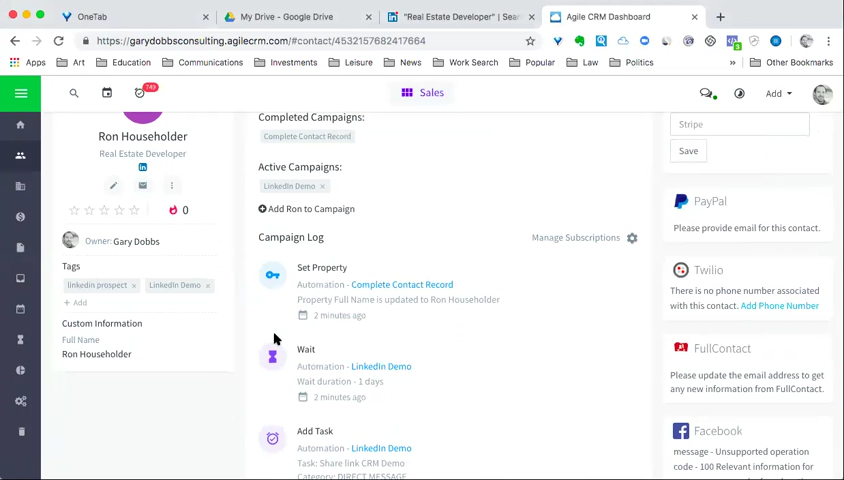 OneTab
My Drive - Google Drive
"Real Estate Developer" | Sear
Agile CRM Dashboard
https://garydobbsconsulting.agilecrm.com/#contact/4532157682417664
Apps
Art
Education
Communications
Investments
Leisure
News
Book Work
Web Team
Popular
Law
Politics
»
Other Bookmarks
749
Sales
Add
Ron Householder
Real Estate Developer
0
Owner: Gary Dobbs
Tags
linkedin prospect ×
LinkedIn Demo ×
+ Add
Custom Information
Full Name
Ron Householder
Completed Campaigns:
Complete Contact Record
Active Campaigns:
LinkedIn Demo ×
Add Ron to Campaign
Campaign Log
Manage Subscriptions
Set Property
Automation - Complete Contact Record
Property Full Name is updated to Ron Householder
2 minutes ago
Wait
Automation - LinkedIn Demo
Wait duration - 1 days
2 minutes ago
Add Task
Automation - LinkedIn Demo
Task: Share link CRM Demo
Category: DIRECT MESSAGE
Stripe
Save
PayPal
Please provide email for this contact.
Twilio
There is no phone number associated
with this contact. Add Phone Number
FullContact
Please update the email address to get
any new information from FullContact.
Facebook
message - Unsupported operation
code - 100 Relevant information for